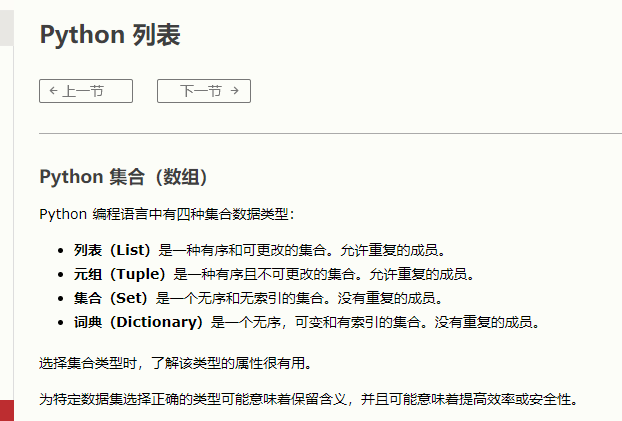 Python 列表
← 上一节 下一节 →
Python 集合（数组）
Python 编程语言中有四种集合数据类型：
• 列表（List）是一种有序和可更改的集合。允许重复的成员。
• 元组（Tuple）是一种有序且不可更改的集合。允许重复的成员。
• 集合（Set）是一个无序和无索引的集合。没有重复的成员。
• 词典（Dictionary）是一个无序，可变和有索引的集合。没有重复的成员。
选择集合类型时，了解该类型的属性很有用。
为特定数据集选择正确的类型可能意味着保留含义，并且可能意味着提高效率或安全性。